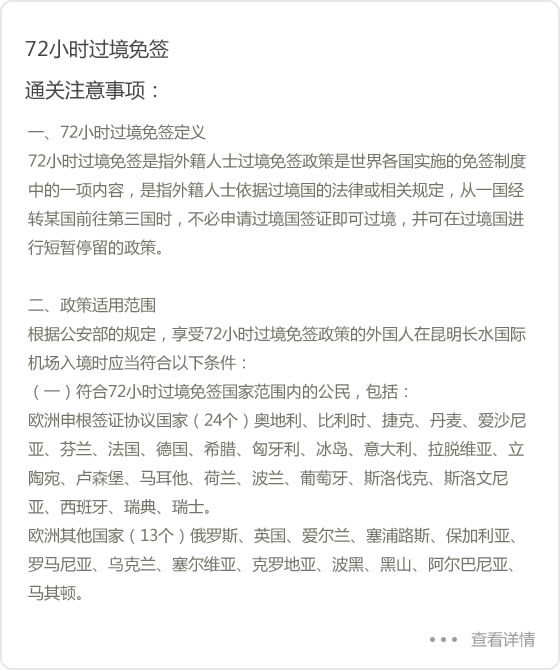 72小时过境免签
通关注意事项：
一、72小时过境免签定义
72小时过境免签是指外籍人士过境免签政策是世界各国实施的免签制度
中的一项内容，是指外籍人士依据过境国的法律或相关规定，从一国经
转某国前往第三国时，不必申请过境国签证即可过境，并可在过境国进
行短暂停留的政策。
二、政策适用范围
根据公安部的规定，享受72小时过境免签政策的外国人在昆明长水国际
机场入境时应当符合以下条件：
（一）符合72小时过境免签国家范围内的公民，包括：
欧洲申根签证协议国家（24个）奥地利、比利时、捷克、丹麦、爱沙尼
亚、芬兰、法国、德国、希腊、匈牙利、冰岛、意大利、拉脱维亚、立
陶宛、卢森堡、马耳他、荷兰、波兰、葡萄牙、斯洛伐克、斯洛文尼
亚、西班牙、瑞典、瑞士。
欧洲其他国家（13个）俄罗斯、英国、爱尔兰、塞浦路斯、保加利亚、
罗马尼亚、乌克兰、塞尔维亚、克罗地亚、波黑、黑山、阿尔巴尼亚、
马其顿。
••• 查看详情